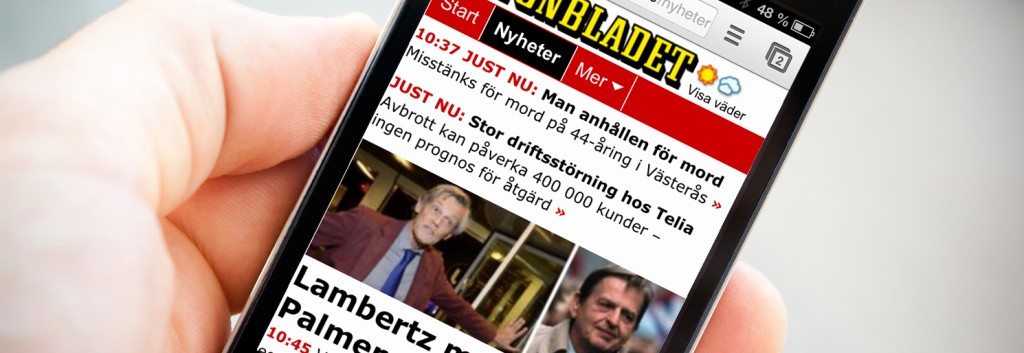 /nyheter
48 %
2
NBLADET
Start
Nyheter
Mer
Visa väder
10:37 JUST NU: Man anhållen för mord
Misstänks för mord på 44-åring i Västerås »
JUST NU: Stor driftsstörning hos Telia
Avbrott kan påverka 400 000 kunder –
ingen prognos för åtgärd »
Lambertz
Palme
10:45